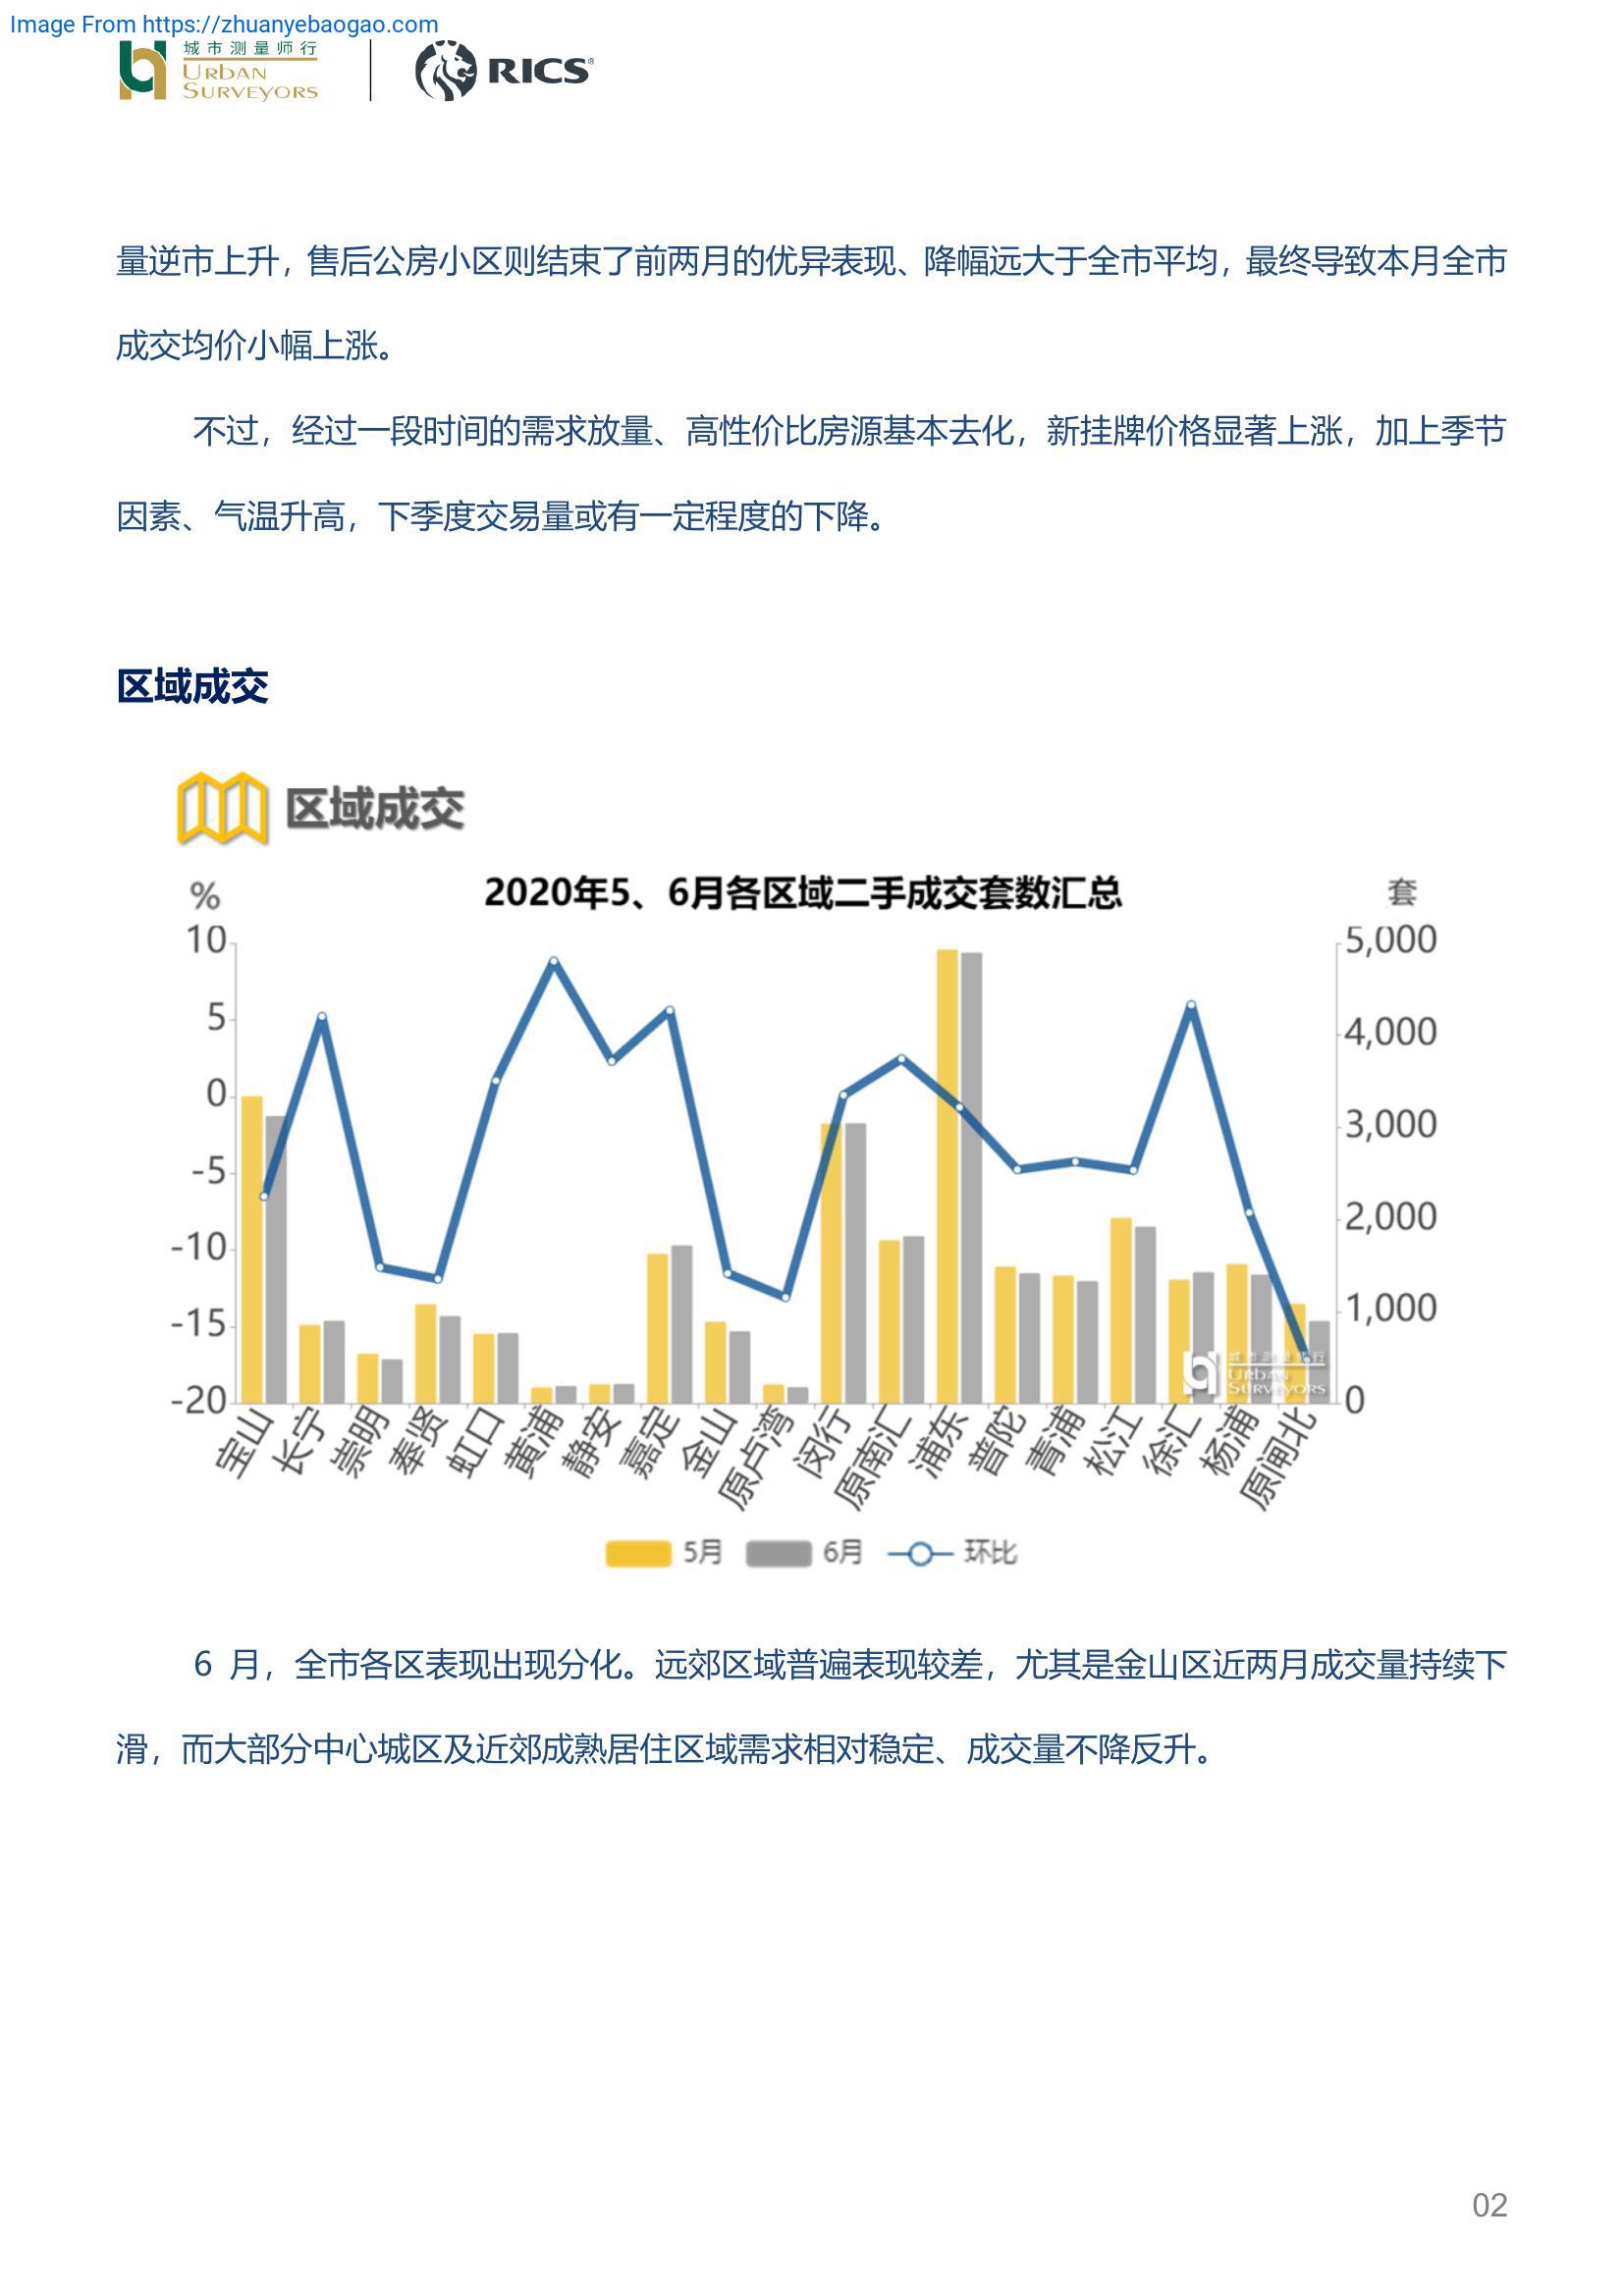 Image From https://zhuanyebaogao.com
城市测量师行
URBAN
SURVEYORS
RICS®
量逆市上升，售后公房小区则结束了前两月的优异表现、降幅远大于全市平均，最终导致本月全市
成交均价小幅上涨。
不过，经过一段时间的需求放量、高性价比房源基本去化，新挂牌价格显著上涨，加上季节
因素、气温升高，下季度交易量或有一定程度的下降。
区域成交
区域成交
2020年5、6月各区域二手成交套数汇总
%
套
10
5
0
-5
-10
-15
-20
5,000
4,000
3,000
2,000
1,000
0
城市测量师行
URBAN
SURVEYORS
宝山
长宁
崇明
奉贤
虹口
黄浦
静安
嘉定
金山
原卢湾
闵行
原南汇
浦东
普陀
青浦
松江
徐汇
杨浦
原闸北
5月 6月 环比
6 月，全市各区表现出现分化。远郊区域普遍表现较差，尤其是金山区近两月成交量持续下
滑，而大部分中心城区及近郊成熟居住区域需求相对稳定、成交量不降反升。
02